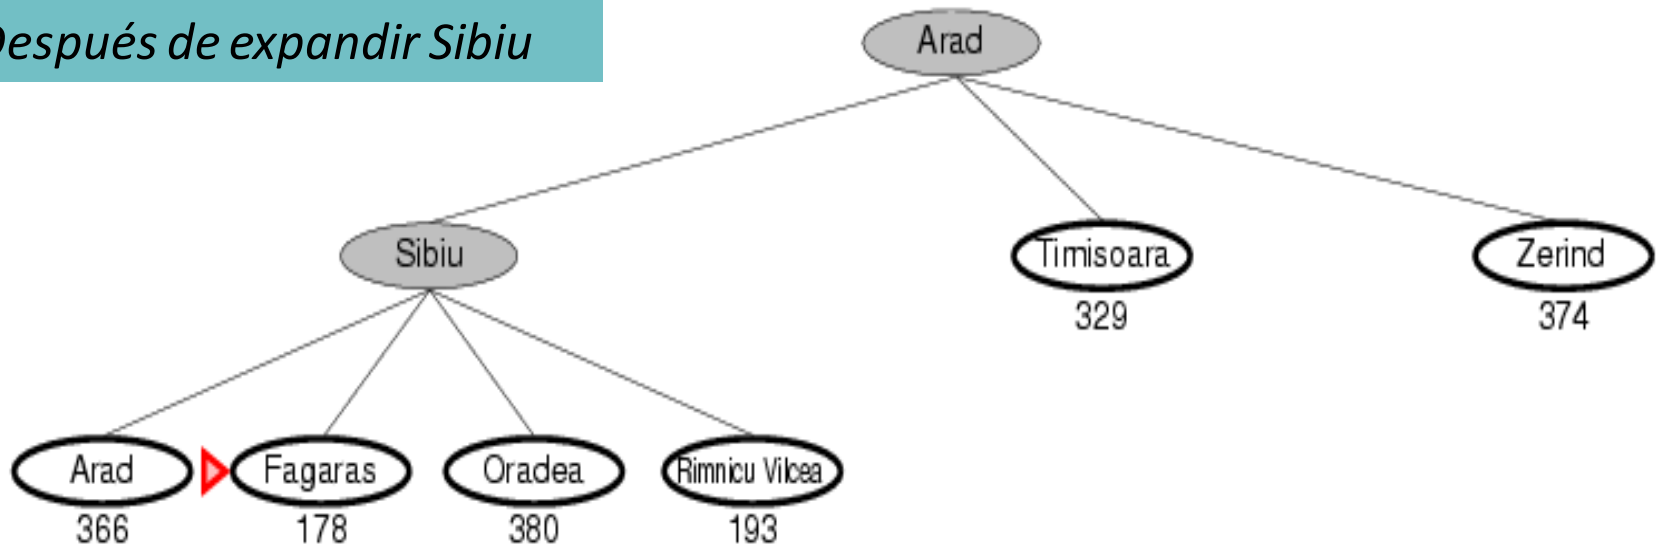 Después de expandir Sibiu
Arad
Sibiu
Timisoara
Zerind
329
374
Arad
Fagaras
Oradea
Rimnicu Vilcea
366
178
380
193